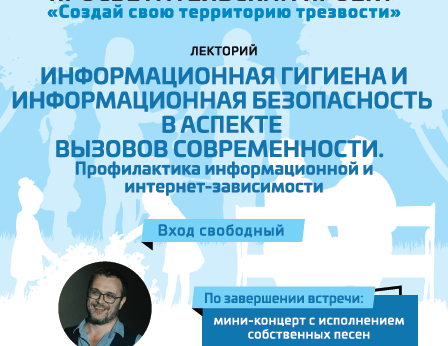 «Создай свою территорию трезвости»
ЛЕКТОРИЙ
ИНФОРМАЦИОННАЯ ГИГИЕНА И
ИНФОРМАЦИОННАЯ БЕЗОПАСНОСТЬ
В АСПЕКТЕ
ВЫЗОВОВ СОВРЕМЕННОСТИ.
Профилактика информационной и
интернет-зависимости
Вход свободный
По завершении встречи:
мини-концерт с исполнением
собственных песен